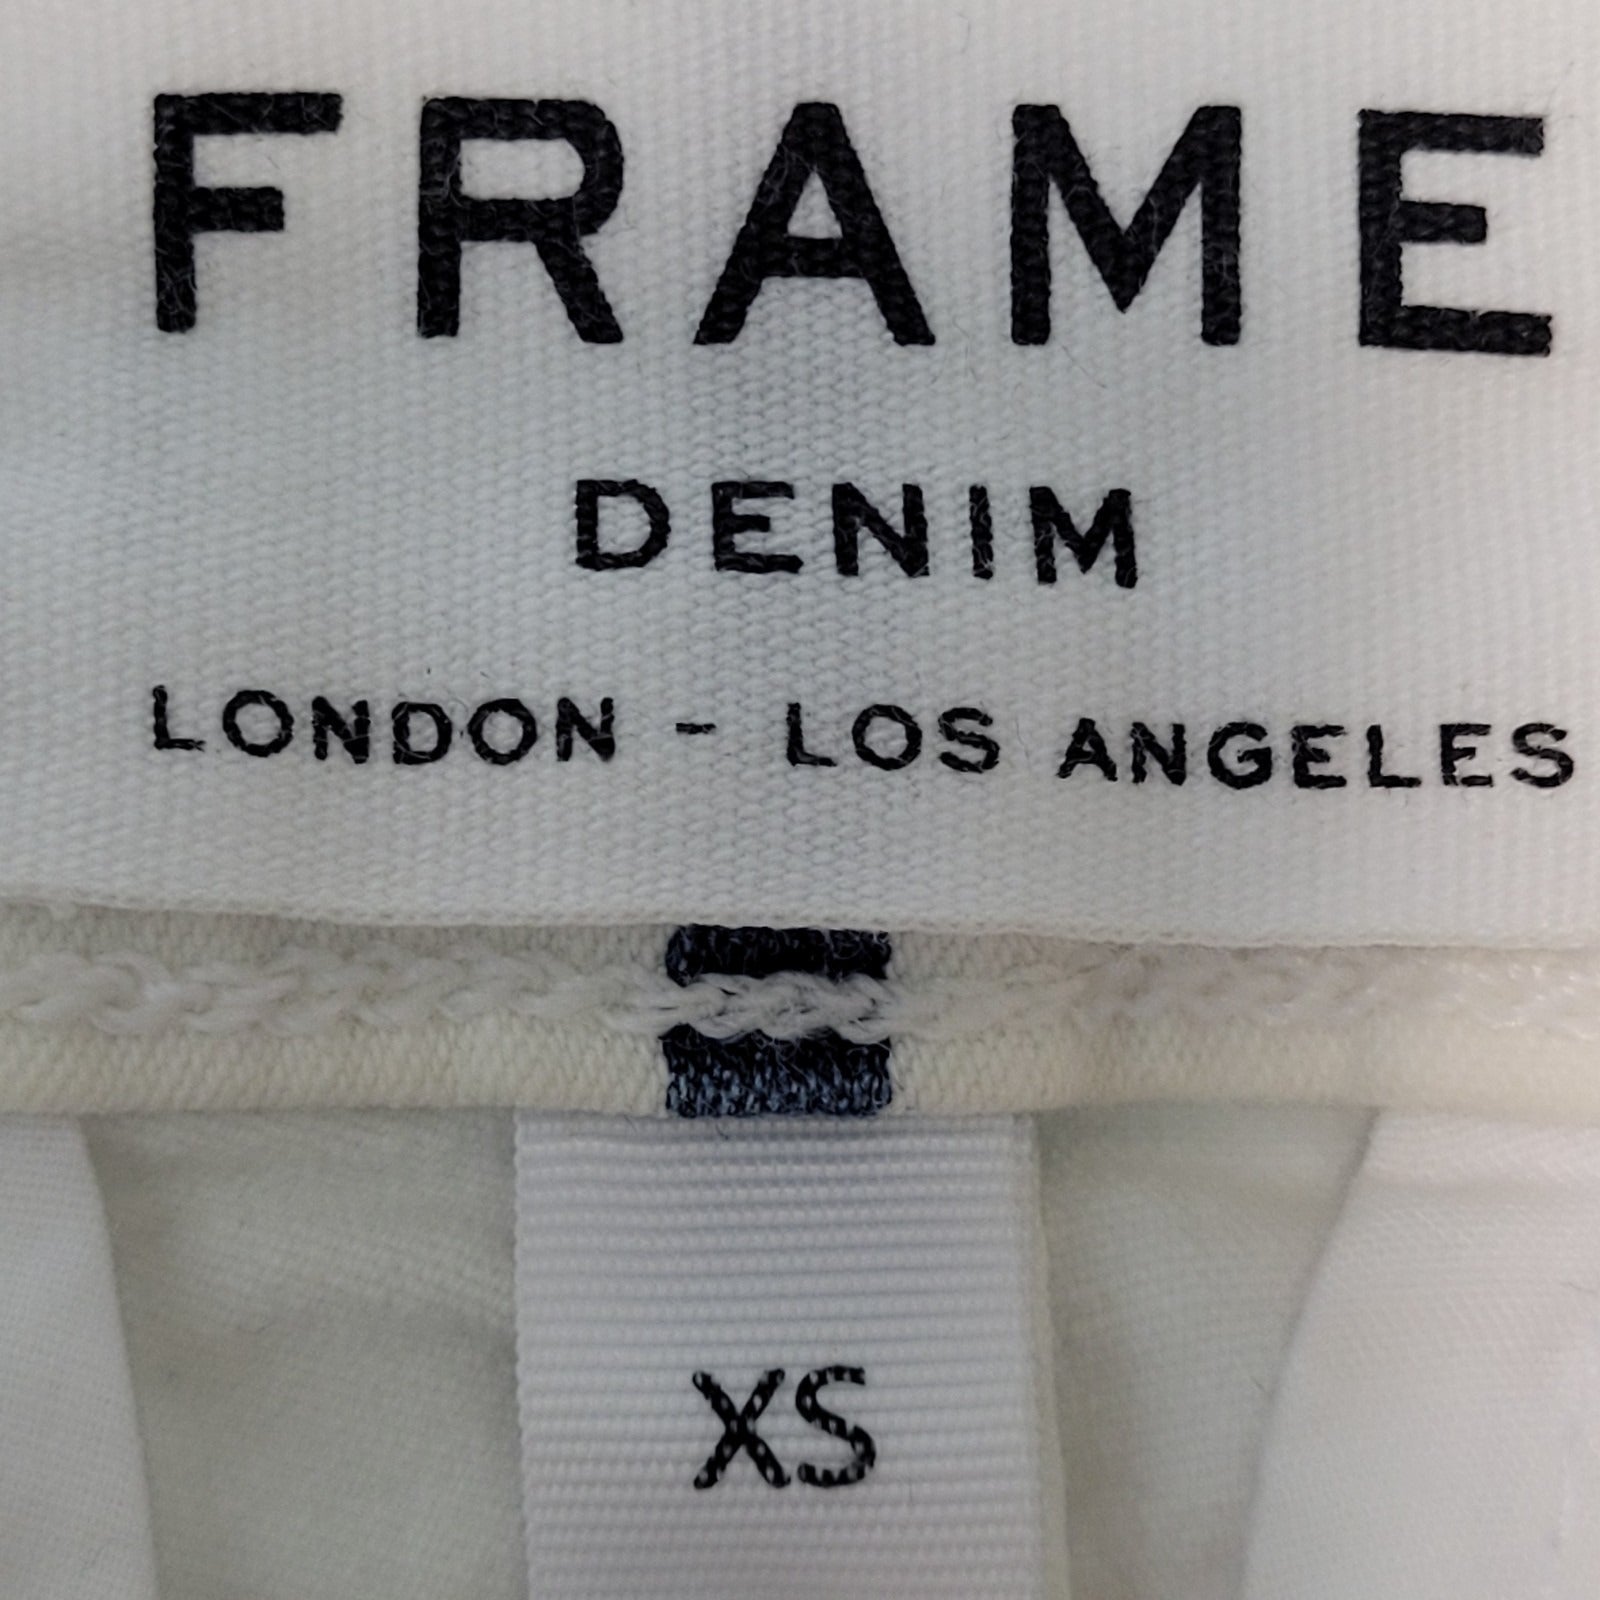 FRAME
DENIM
LONDON - LOS ANGELES
XS